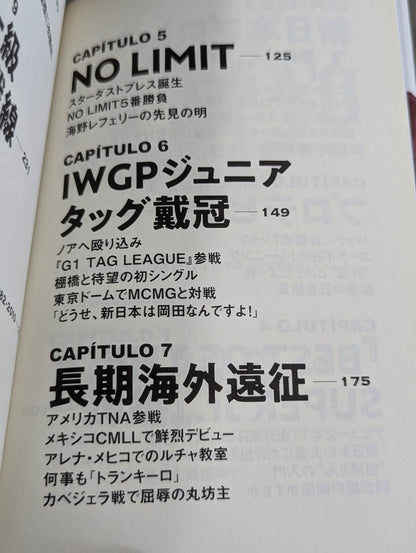 CAPÍTULO 5
NO LIMIT — 125
スターダストプレス誕生
NO LIMIT5番勝負
海野レフェリーの先見の明
CAPÍTULO 6
IWGPジュニア
タッグ戴冠 — 149
ノアへ殴り込み
『G1 TAG LEAGUE』参戦
棚橋と待望の初シングル
東京ドームでMCMGと対戦
「どうせ、新日本は岡田なんですよ!」
CAPÍTULO 7
長期海外遠征 — 175
アメリカTNA参戦
メキシコCMLLで鮮烈デビュー
アレナ・メヒコでのルチャ教室
何事も「トランキーロ」
カベジェラ戦で屈辱の丸坊主